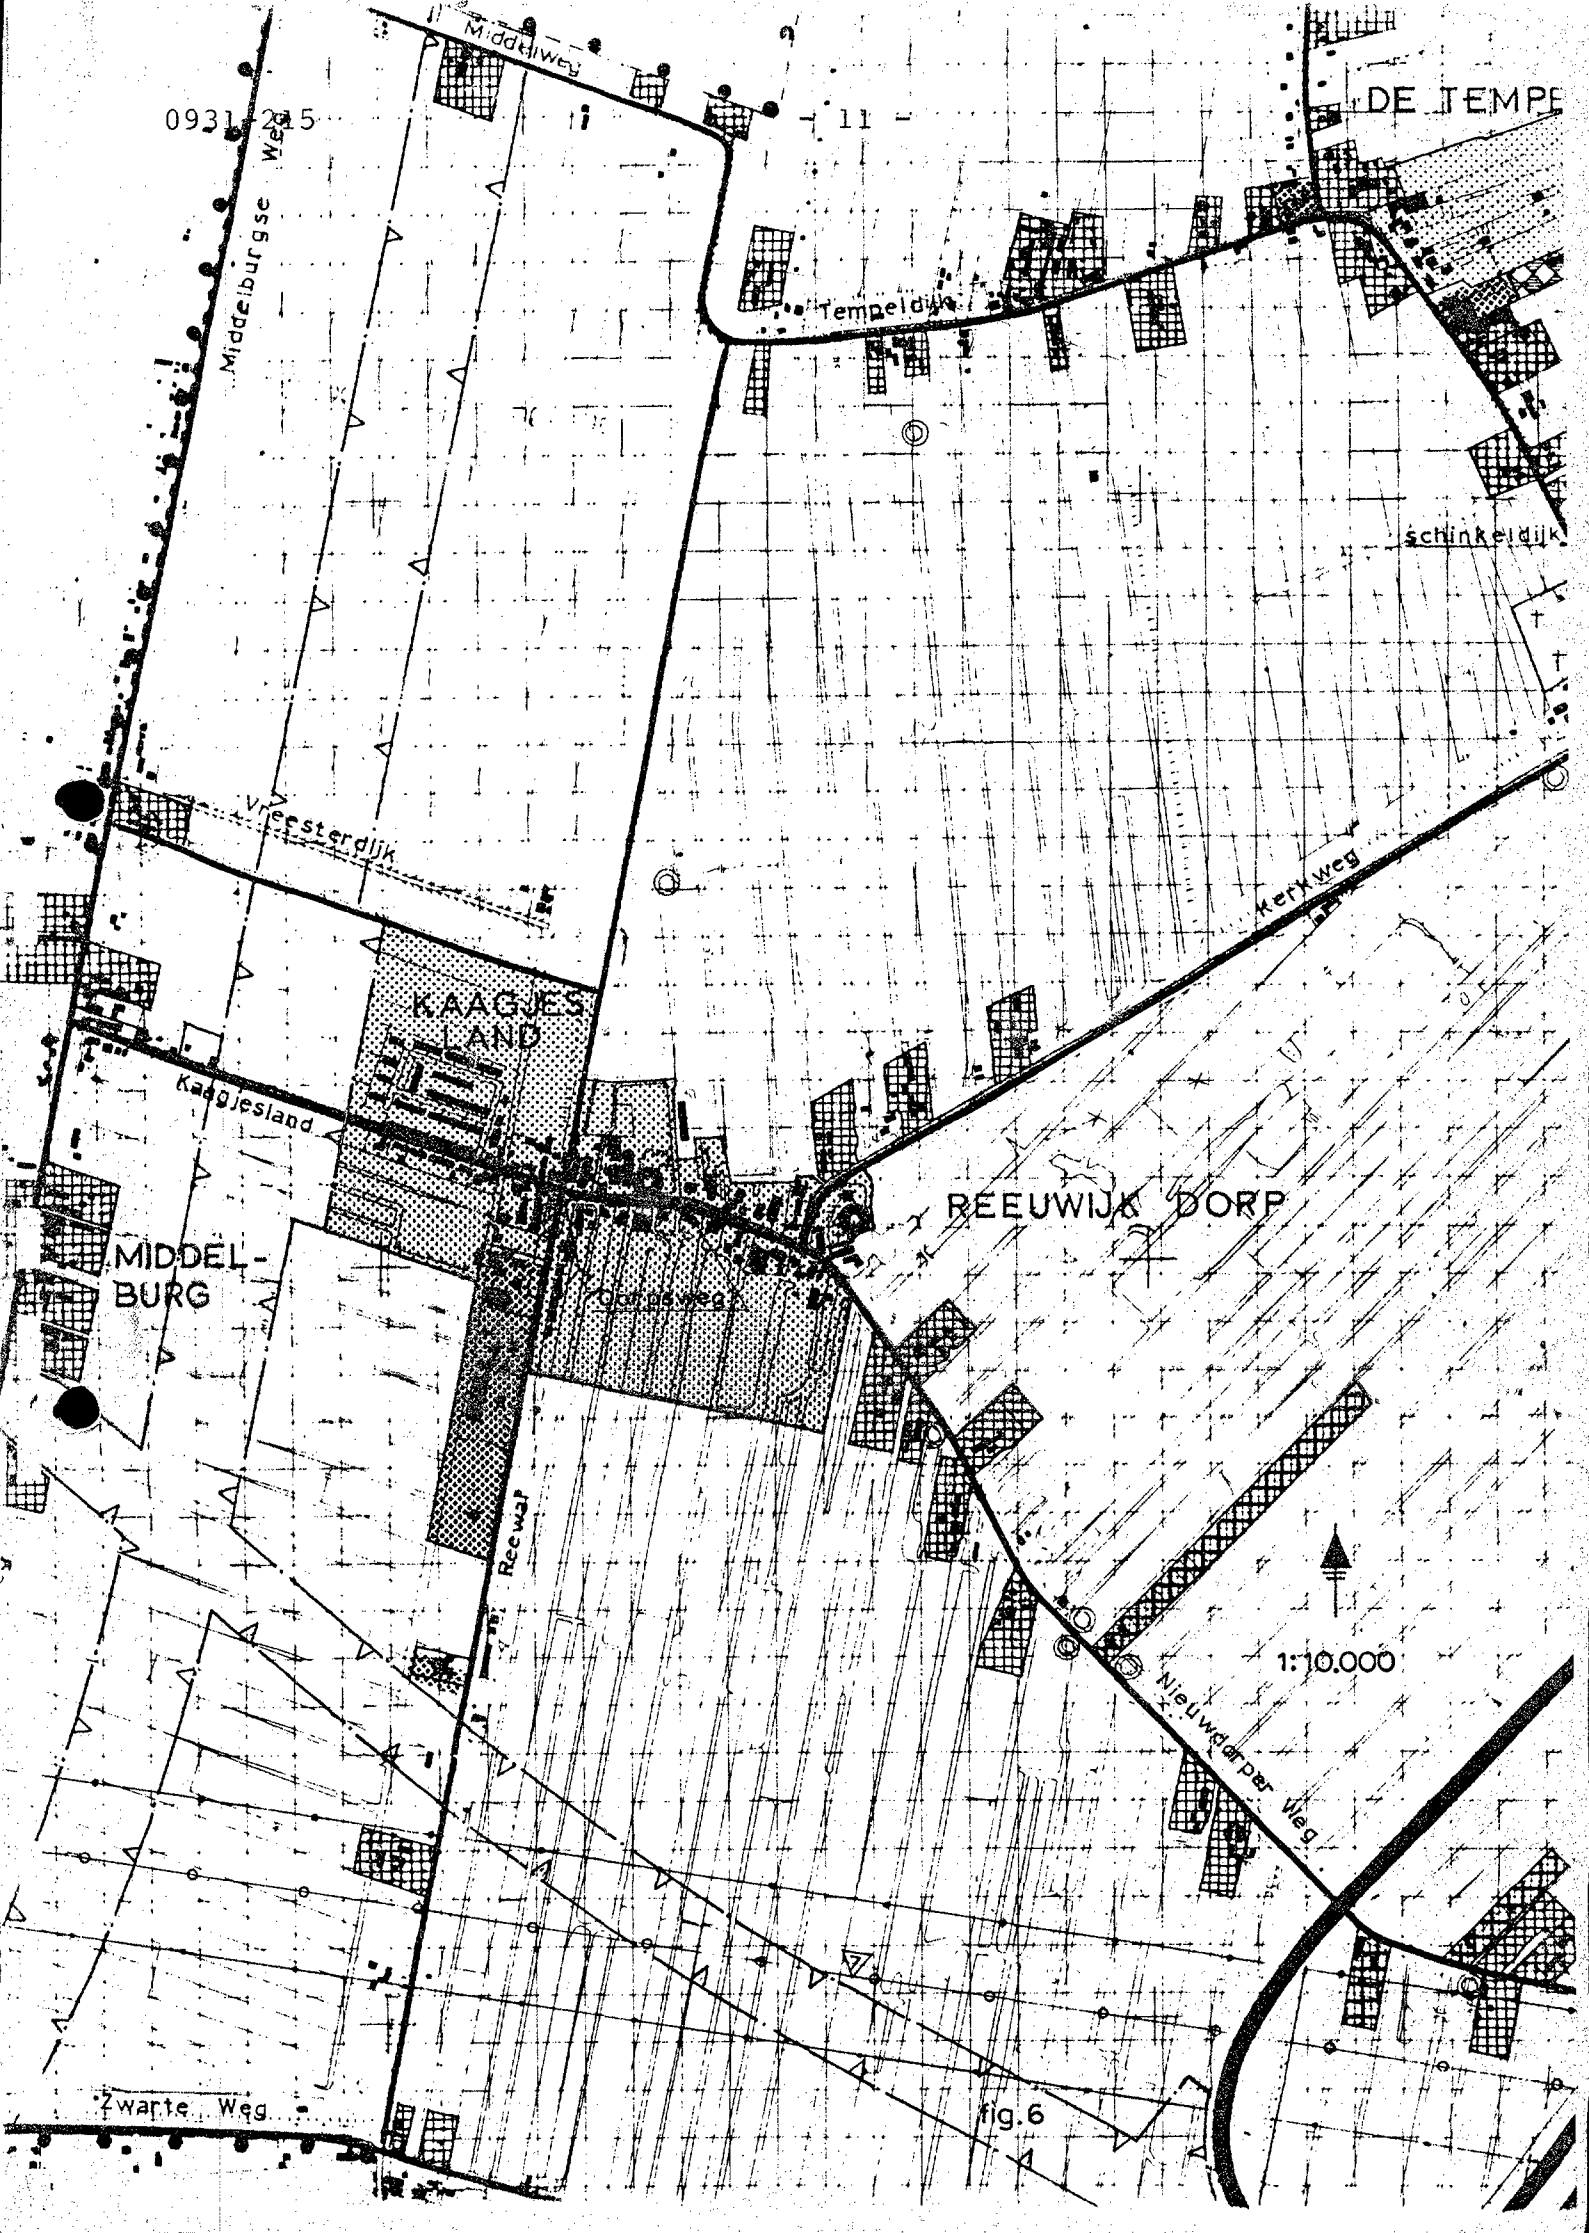 Middelweg
0931-215
- 11 -
DE TEMPE
Middelburgse Weg
Tempeldijk
schinkeldijk
Vreesterdijk
Kerkweg
KAAGJES
LAND
Kaagjesland
REEUWIJK DORP
MIDDEL-
BURG
Dorpsweg
Reewal
1:10.000
Nieuwdorper Weg
Zwarte Weg
fig.6